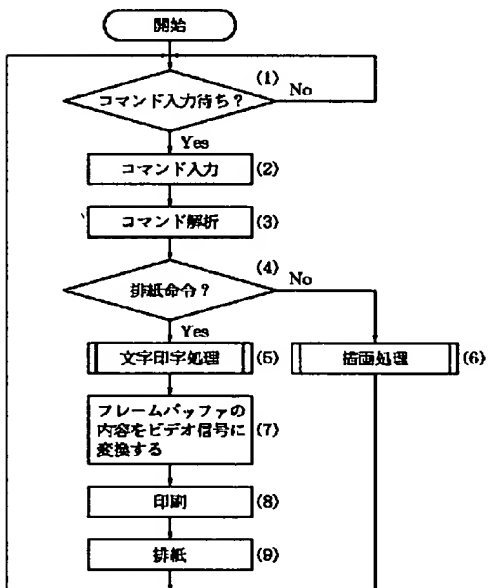 開始
(1)
コマンド入力待ち？
No
Yes
コマンド入力 (2)
コマンド解析 (3)
(4)
排紙命令？
No
Yes
文字印字処理 (5)
描画処理 (6)
フレームバッファの
内容をビデオ信号に
変換する
(7)
印刷 (8)
排紙 (9)